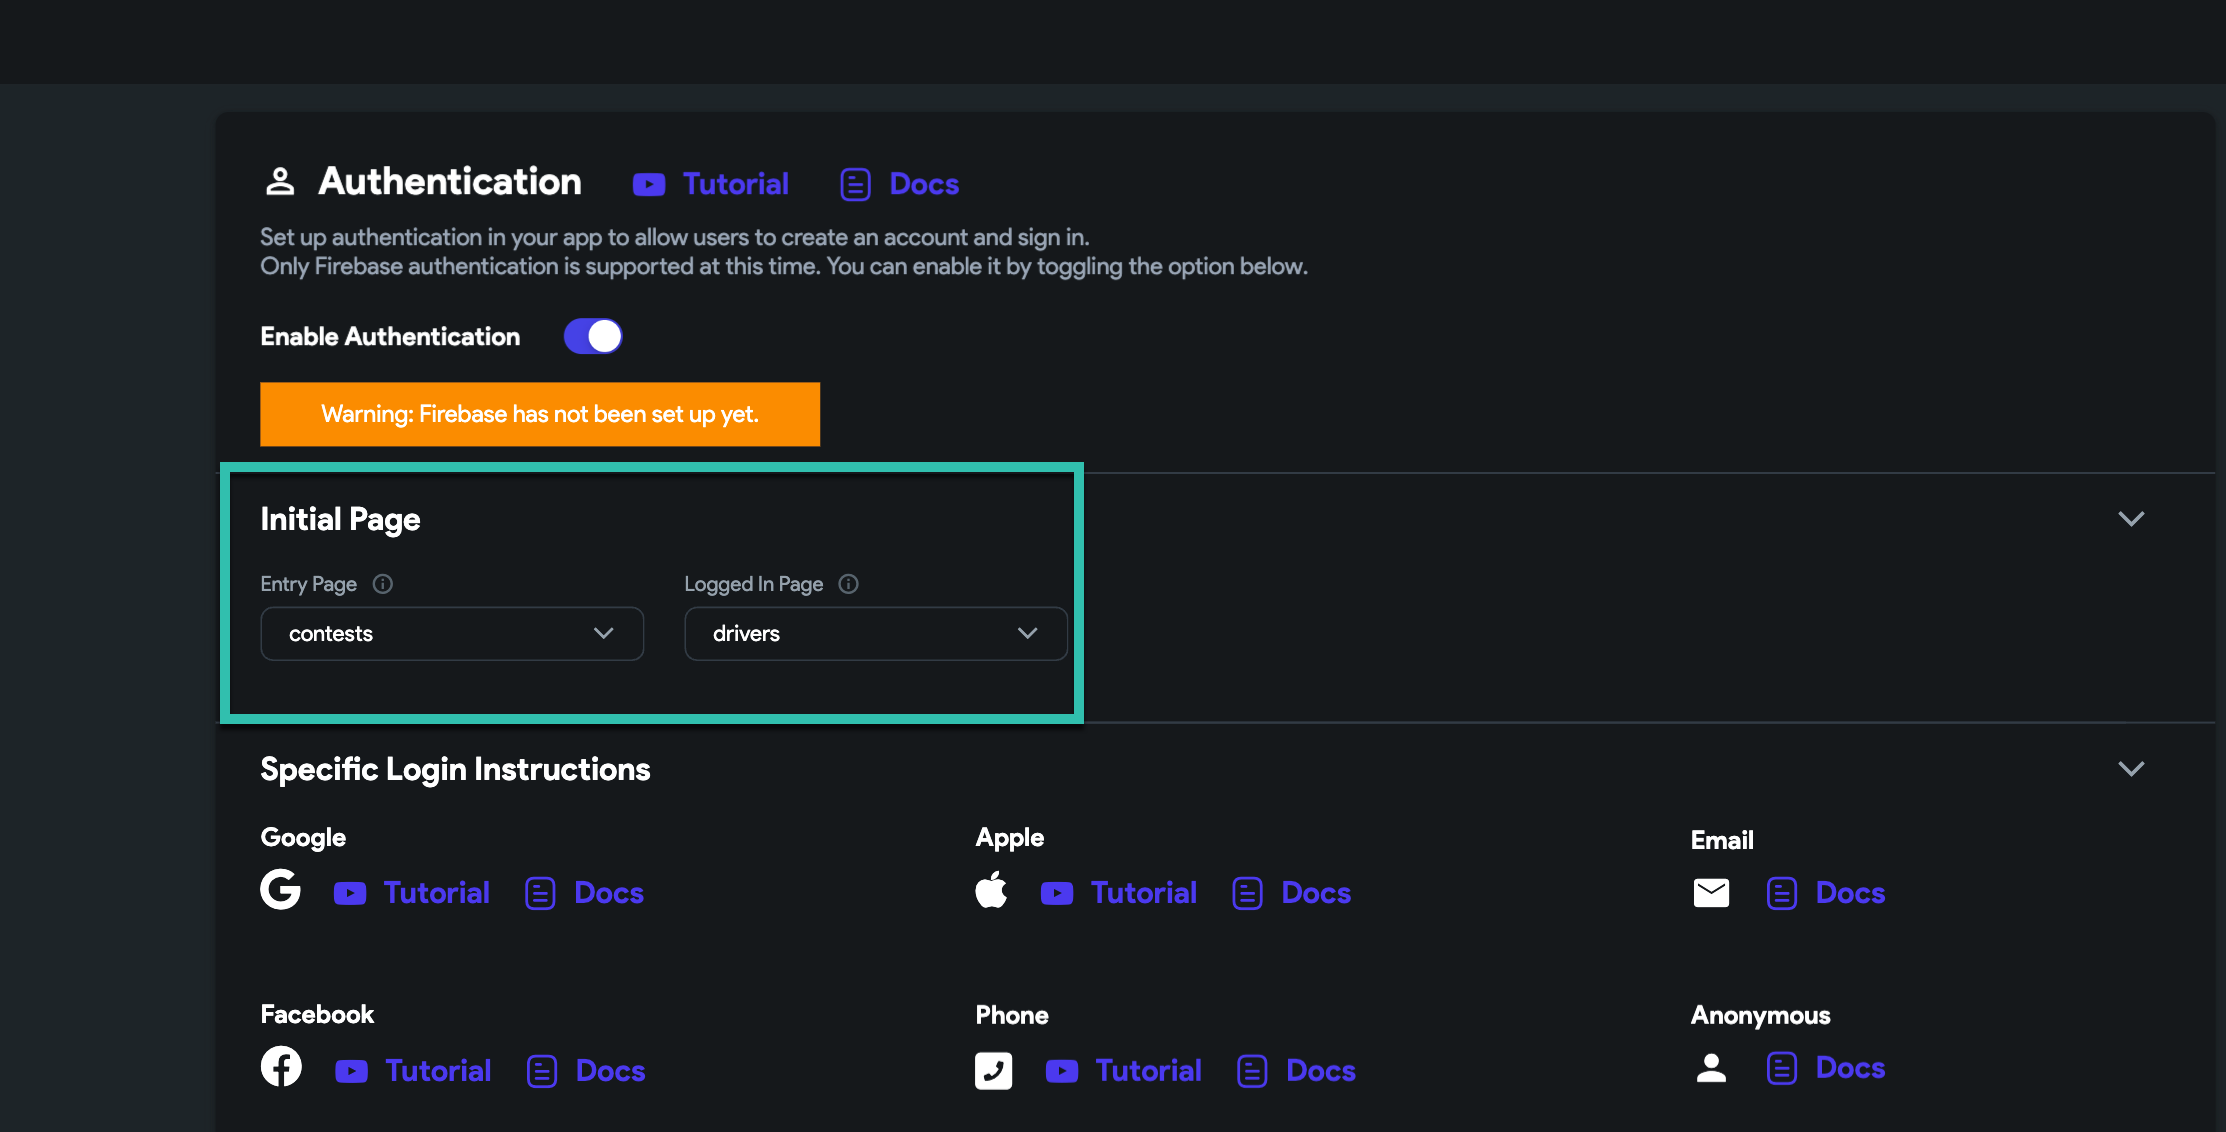 Authentication
Tutorial
Docs
Set up authentication in your app to allow users to create an account and sign in.
Only Firebase authentication is supported at this time. You can enable it by toggling the option below.
Enable Authentication
Warning: Firebase has not been set up yet.
Initial Page
Entry Page
Logged In Page
contests
drivers
Specific Login Instructions
Google
Apple
Email
Tutorial
Docs
Tutorial
Docs
Docs
Facebook
Phone
Anonymous
Tutorial
Docs
Tutorial
Docs
Docs